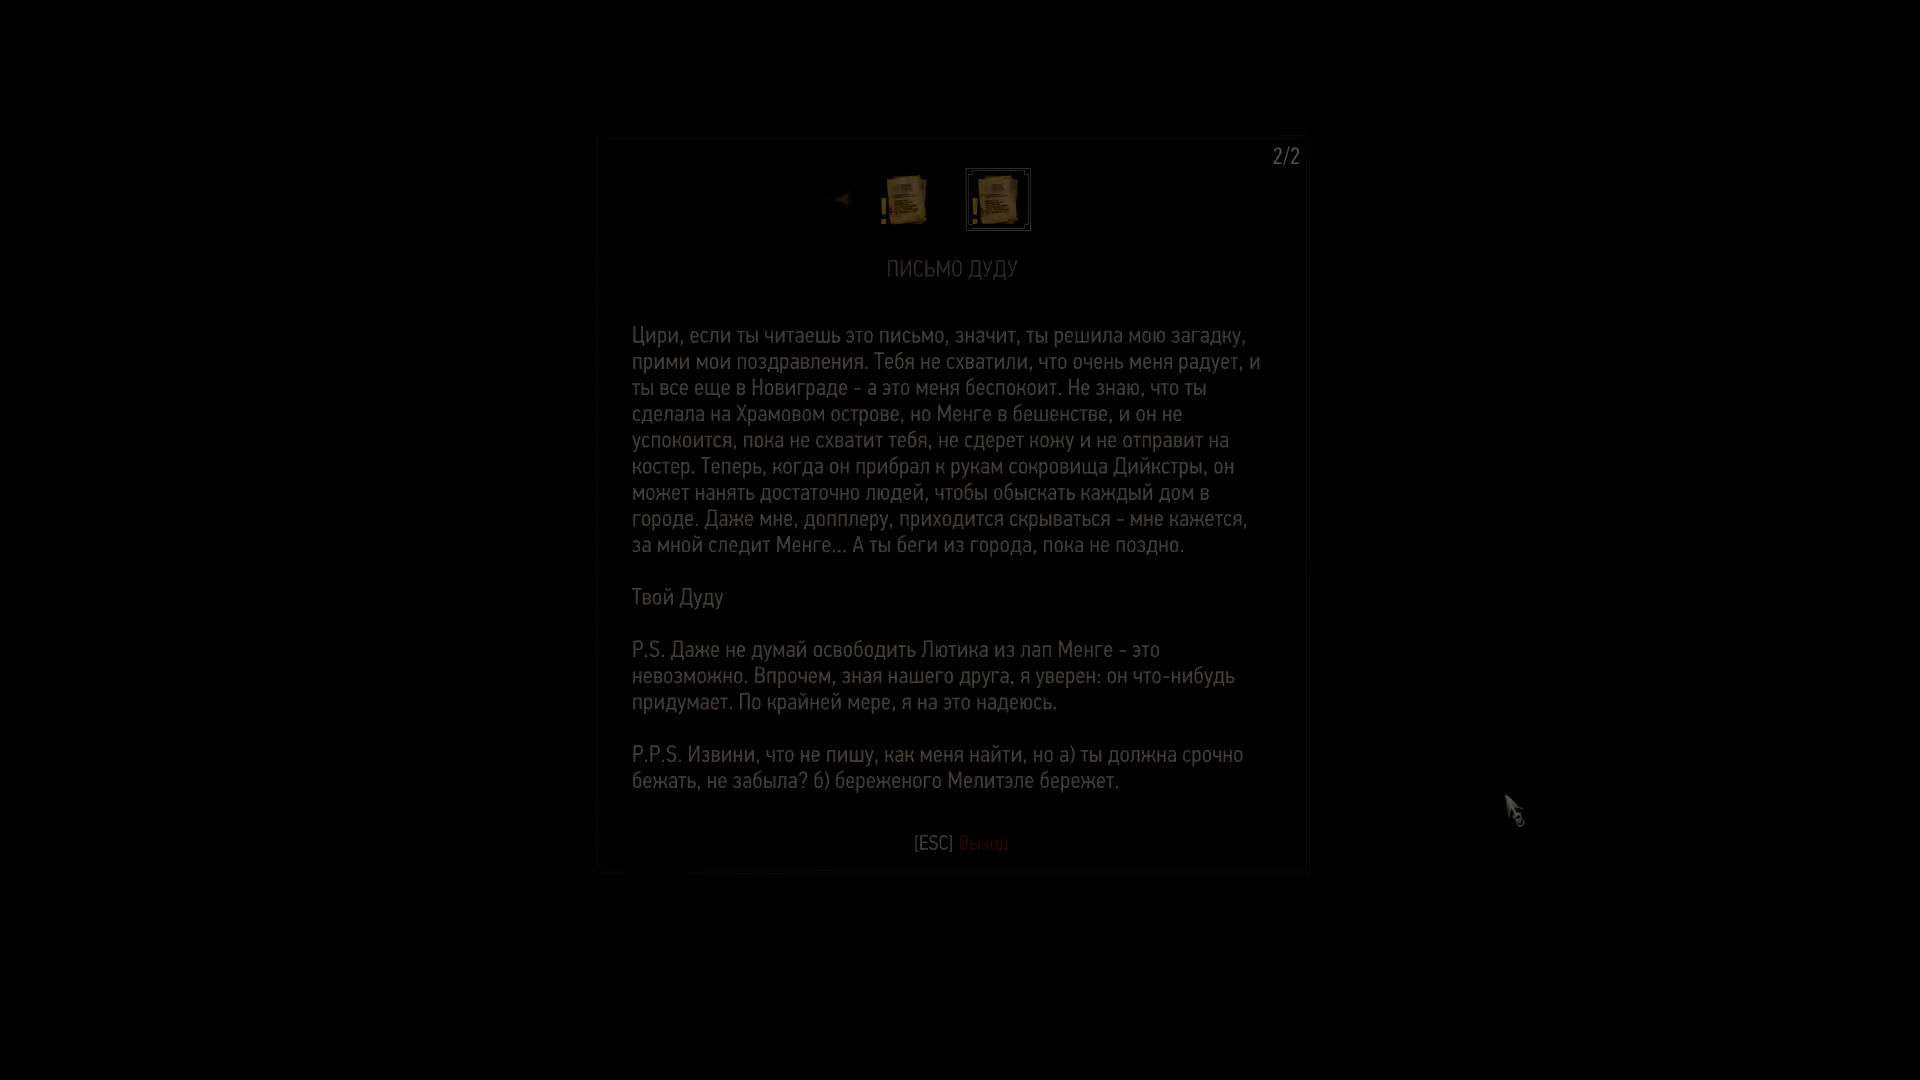 2/2
ПИСЬМО ДУДУ
Цири, если ты читаешь это письмо, значит, ты решила мою загадку,
прими мои поздравления. Тебя не схватили, что очень меня радует, и
ты все еще в Новиграде - а это меня беспокоит. Не знаю, что ты
сделала на Храмовом острове, но Менге в бешенстве, и он не
успокоится, пока не схватит тебя, не сдерет кожу и не отправит на
костер. Теперь, когда он прибрал к рукам сокровища Дийкстры, он
может нанять достаточно людей, чтобы обыскать каждый дом в
городе. Даже мне, допплеру, приходится скрываться - мне кажется,
за мной следит Менге... А ты беги из города, пока не поздно.
Твой Дуду
P.S. Даже не думай освободить Лютика из лап Менге - это
невозможно. Впрочем, зная нашего друга, я уверен: он что-нибудь
придумает. По крайней мере, я на это надеюсь.
P.P.S. Извини, что не пишу, как меня найти, но а) ты должна срочно
бежать, не забыла? б) береженого Мелитэле бережет.
[ESC] Выход